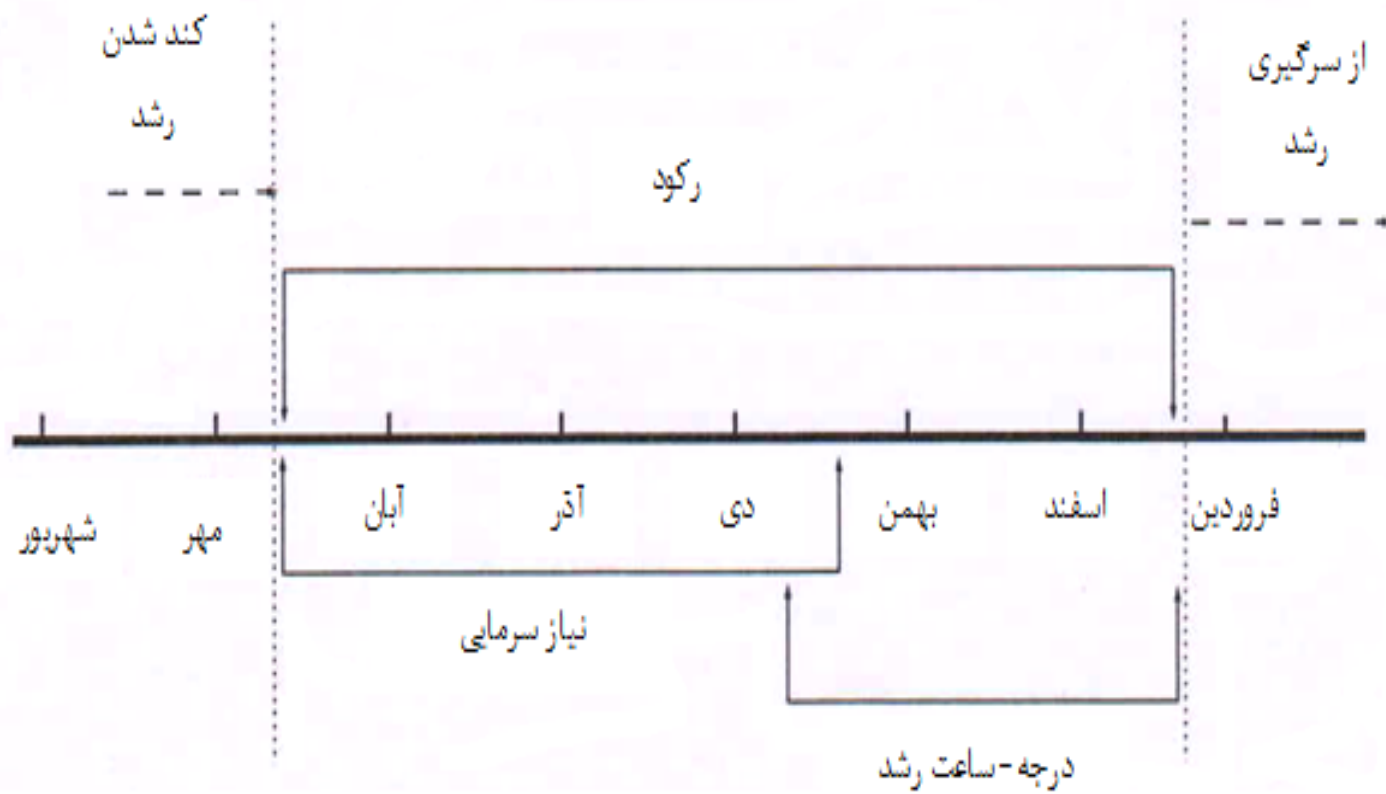 کند شدن
رشد
از سرگیری
رشد
رکود
شهریور
مهر
آبان
آذر
دی
بهمن
اسفند
فروردین
نیاز سرمایی
درجه-ساعت رشد